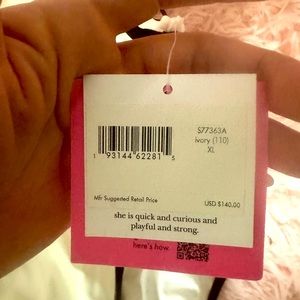 S77363A
ivory (110)
XL
1 93144 62281 5
Mfr Suggested Retail Price
USD $140.00
she is quick and curious and
playful and strong.
here's how.